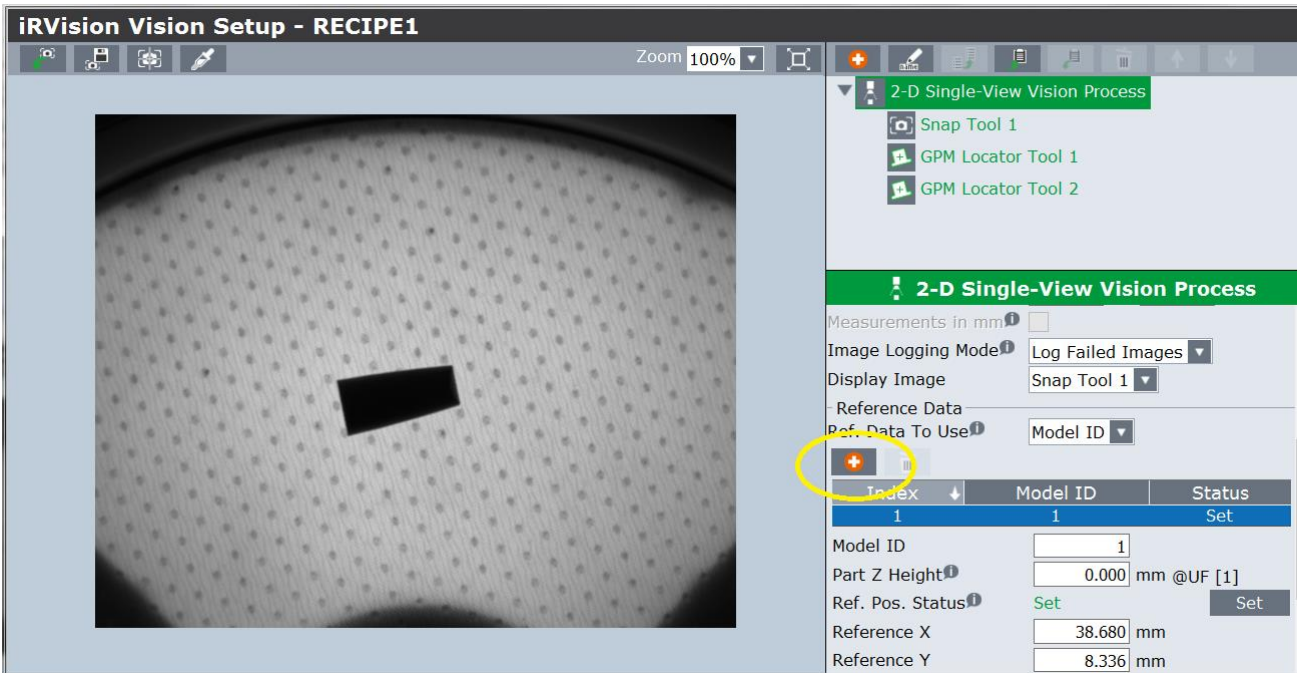 iRVision Vision Setup - RECIPE1
Zoom 100%
2-D Single-View Vision Process
Snap Tool 1
GPM Locator Tool 1
GPM Locator Tool 2
2-D Single-View Vision Process
Measurements in mm
Image Logging Mode Log Failed Images
Display Image Snap Tool 1
Reference Data
Ref. Data To Use Model ID
Index Model ID Status
1 1 Set
Model ID 1
Part Z Height 0.000 mm @UF [1]
Ref. Pos. Status Set Set
Reference X 38.680 mm
Reference Y 8.336 mm